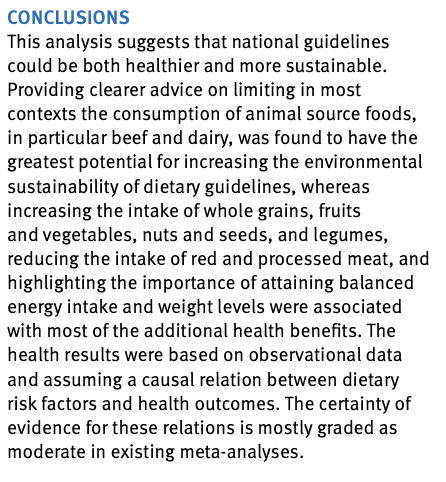 CONCLUSIONS
This analysis suggests that national guidelines
could be both healthier and more sustainable.
Providing clearer advice on limiting in most
contexts the consumption of animal source foods,
in particular beef and dairy, was found to have the
greatest potential for increasing the environmental
sustainability of dietary guidelines, whereas
increasing the intake of whole grains, fruits
and vegetables, nuts and seeds, and legumes,
reducing the intake of red and processed meat, and
highlighting the importance of attaining balanced
energy intake and weight levels were associated
with most of the additional health benefits. The
health results were based on observational data
and assuming a causal relation between dietary
risk factors and health outcomes. The certainty of
evidence for these relations is mostly graded as
moderate in existing meta-analyses.